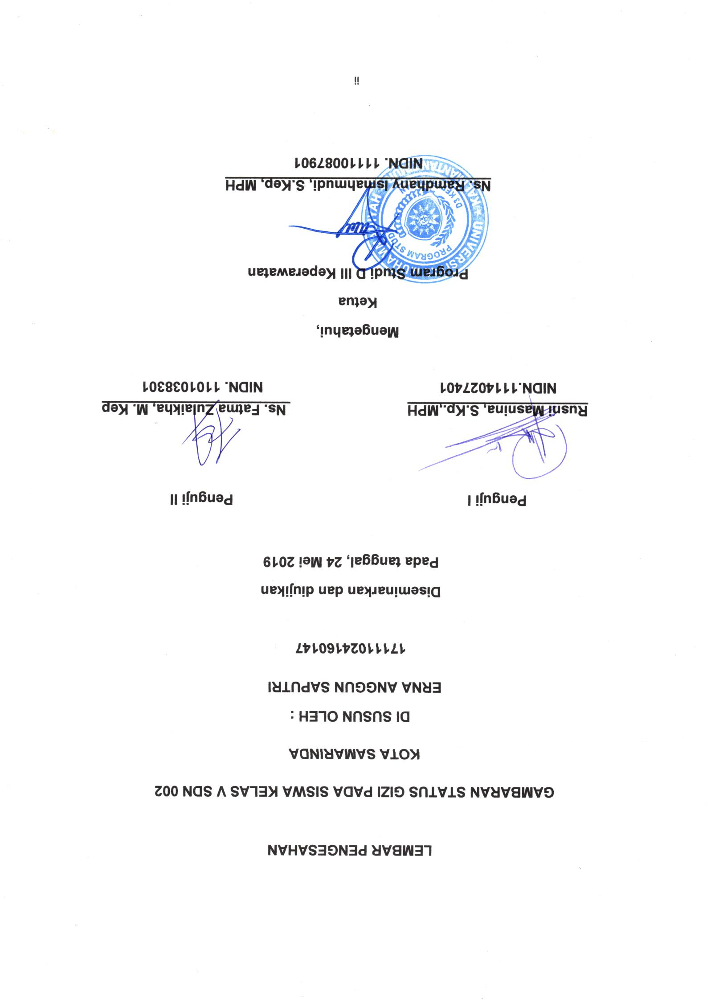 LEMBAR PENGESAHAN
GAMBARAN STATUS GIZI PADA SISWA KELAS V SDN 002
KOTA SAMARINDA
DI SUSUN OLEH :
ERNA ANGGUN SAPUTRI
17111024160147
Diseminarkan dan diujikan
Pada tanggal, 24 Mei 2019
Penguji I
Penguji II
Rusni Masnina, S.Kp.,MPH
NIDN.1114027401
Ns. Fatma Zulaikha, M. Kep
NIDN. 1101038301
Mengetahui,
Ketua
Program Studi D III Keperawatan
PROGRAM STUDI
Ns. Ramdhany Ismahmudi, S.Kep, MPH
NIDN. 11110087901
ii